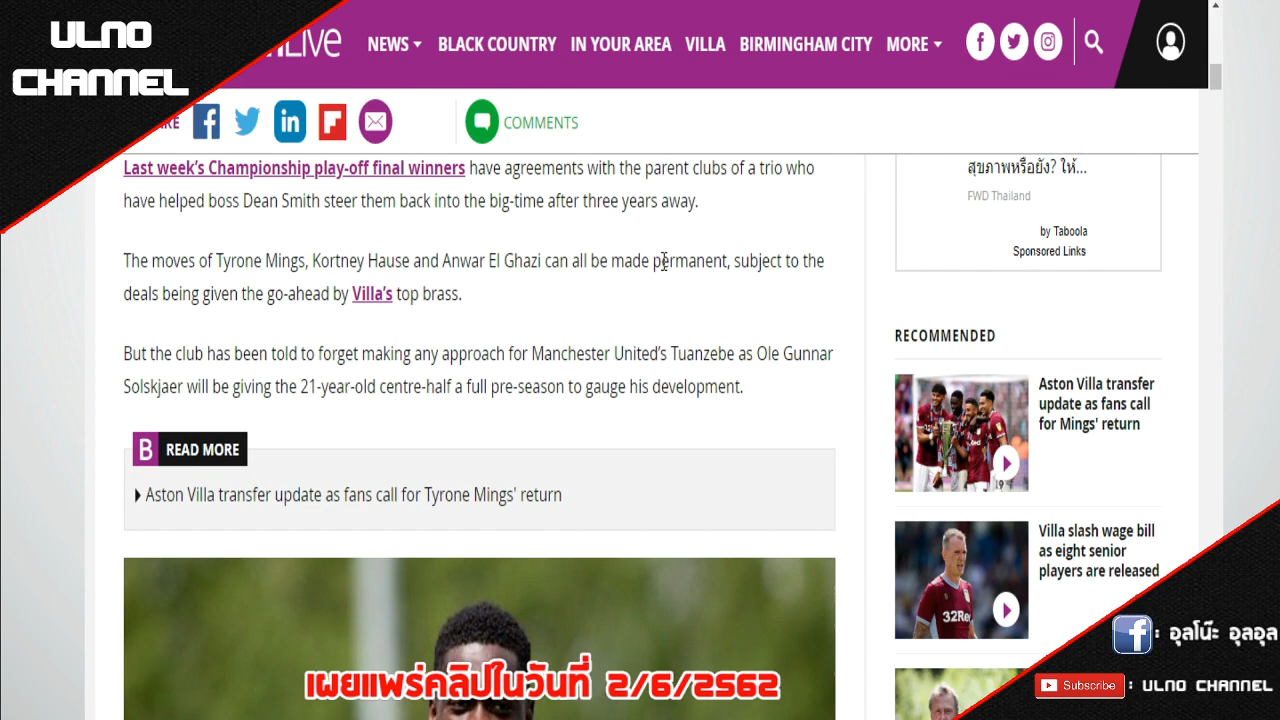 ULNO
CHANNEL
Live
NEWS
BLACK COUNTRY
IN YOUR AREA
VILLA
BIRMINGHAM CITY
MORE
COMMENTS
Last week's Championship play-off final winners have agreements with the parent clubs of a trio who
have helped boss Dean Smith steer them back into the big-time after three years away.
The moves of Tyrone Mings, Kortney Hause and Anwar El Ghazi can all be made permanent, subject to the
deals being given the go-ahead by Villa's top brass.
But the club has been told to forget making any approach for Manchester United's Tuanzebe as Ole Gunnar
Solskjaer will be giving the 21-year-old centre-half a full pre-season to gauge his development.
B READ MORE
Aston Villa transfer update as fans call for Tyrone Mings' return
สุขภาพหรือยัง? ให้...
FWD Thailand
by Taboola
Sponsored Links
RECOMMENDED
Aston Villa transfer
update as fans call
for Mings' return
Villa slash wage bill
as eight senior
players are released
32Red
เผยแพร่คลิปในวันที่ 2/6/2562
: อุลโน๊ะ อุลอุล
Subscribe : ULNO CHANNEL